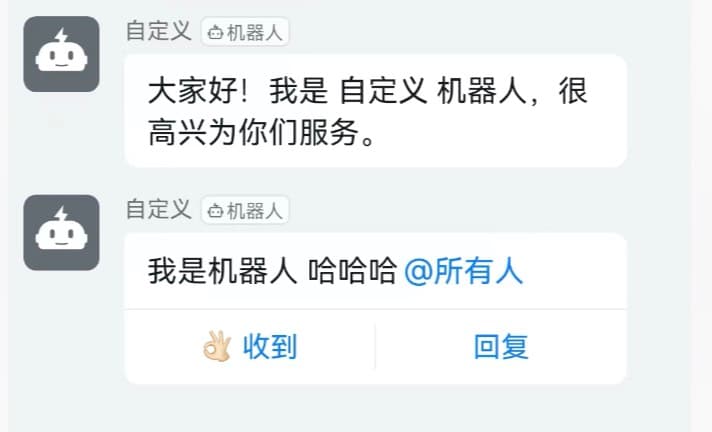 自定义 机器人
大家好！我是 自定义 机器人，很
高兴为你们服务。
自定义 机器人
我是机器人 哈哈哈 @所有人
👌🏻 收到 回复